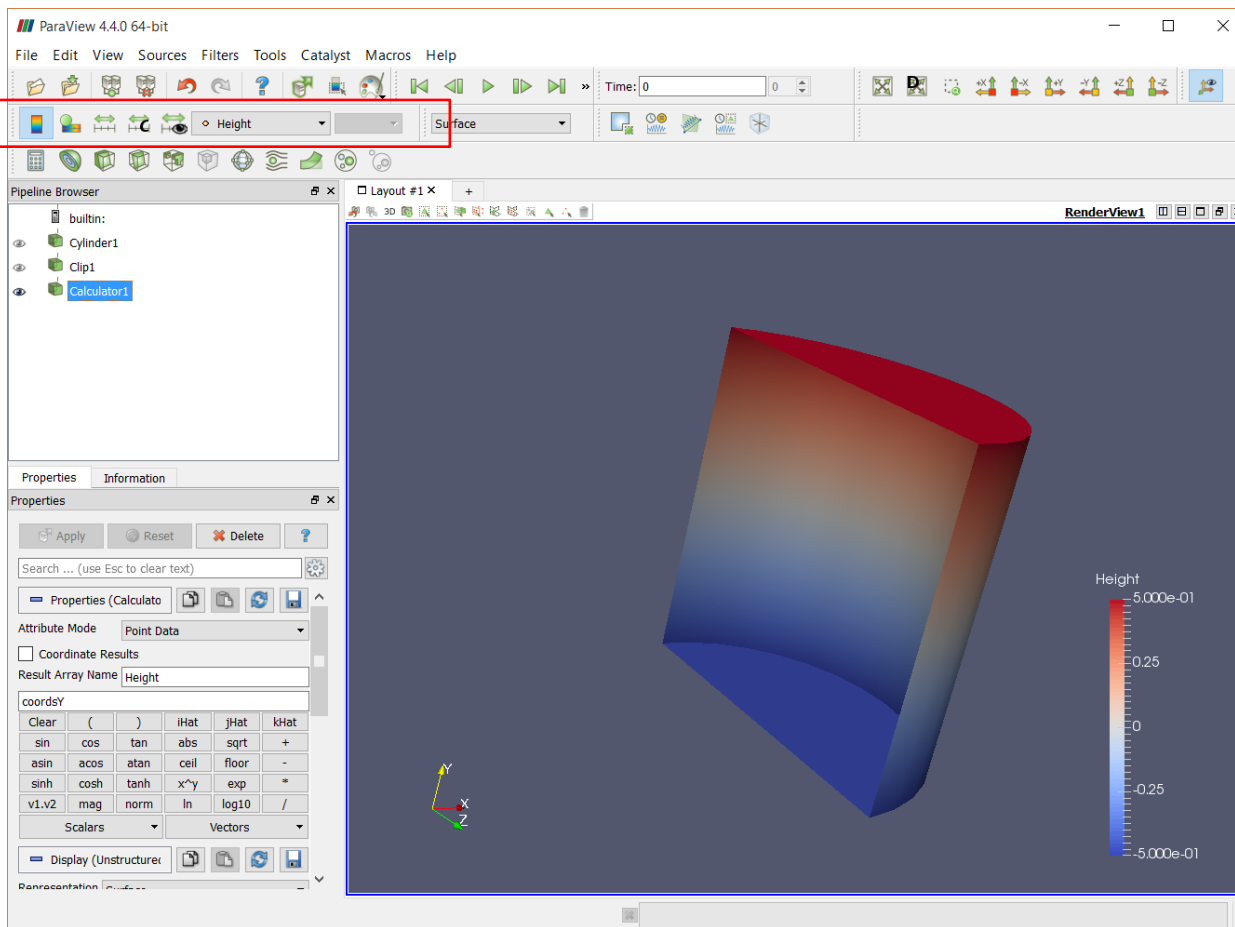 ParaView 4.4.0 64-bit
File Edit View Sources Filters Tools Catalyst Macros Help
Time: 0 0
Height Surface
Pipeline Browser
Layout #1
3D
RenderView1
builtin:
Cylinder1
Clip1
Calculator1
Properties Information
Properties
Apply Reset Delete ?
Search ... (use Esc to clear text)
Properties (Calculato
Attribute Mode Point Data
Coordinate Results
Result Array Name Height
coordsY
Clear ( ) iHat jHat kHat
sin cos tan abs sqrt +
asin acos atan ceil floor -
sinh cosh tanh x^y exp *
v1.v2 mag norm ln log10 /
Scalars Vectors
Display (Unstructured
Representation Surface
Y
X
Z
Height
5.000e-01
0.25
0
-0.25
-5.000e-01